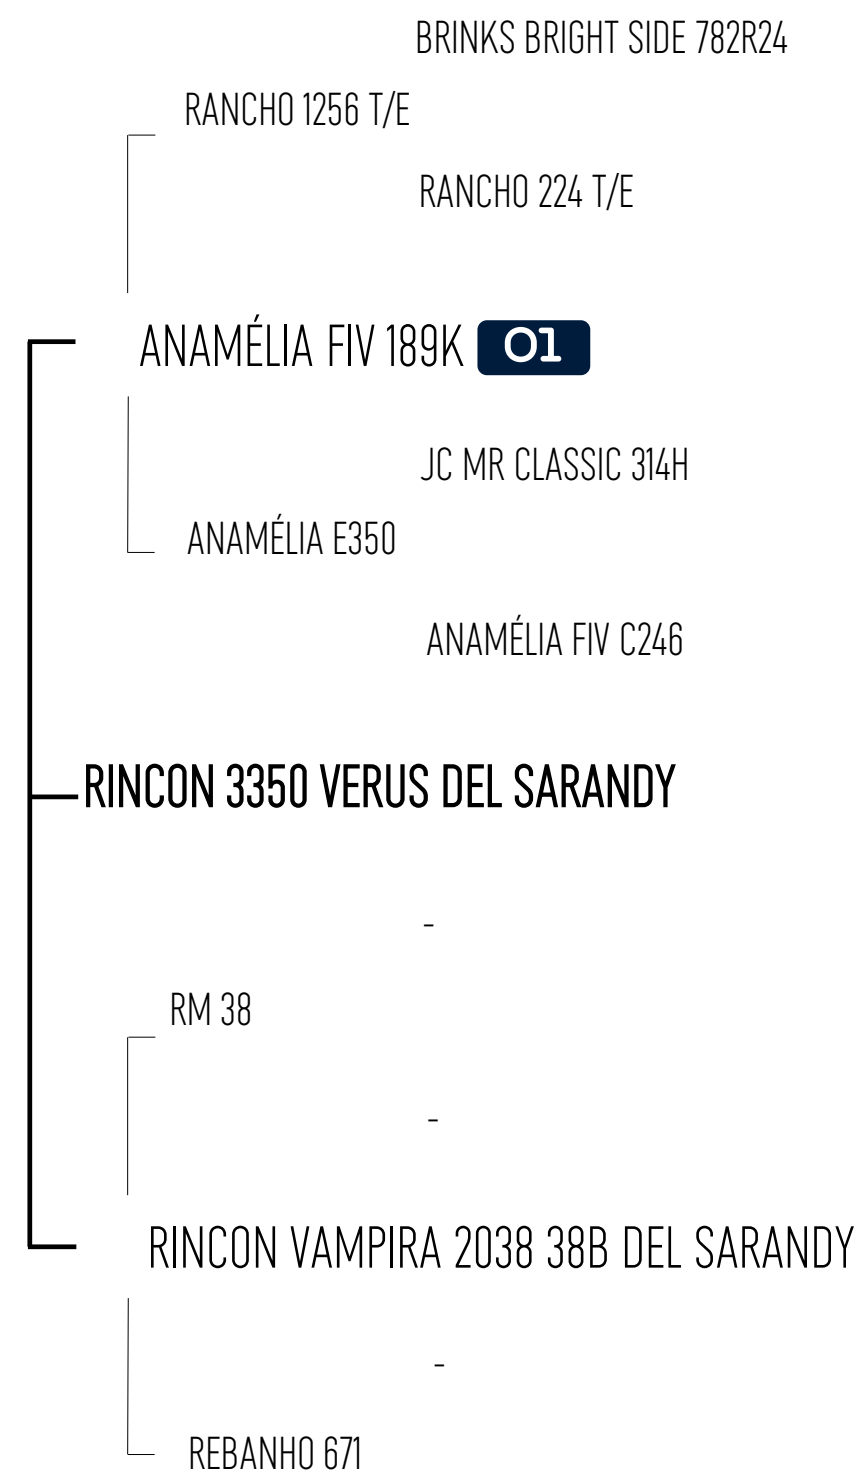 BRINKS BRIGHT SIDE 782R24
RANCHO 1256 T/E
RANCHO 224 T/E
ANAMÉLIA FIV 189K 01
JC MR CLASSIC 314H
ANAMÉLIA E350
ANAMÉLIA FIV C246
RINCON 3350 VERUS DEL SARANDY
-
RM 38
-
RINCON VAMPIRA 2038 38B DEL SARANDY
-
REBANHO 671